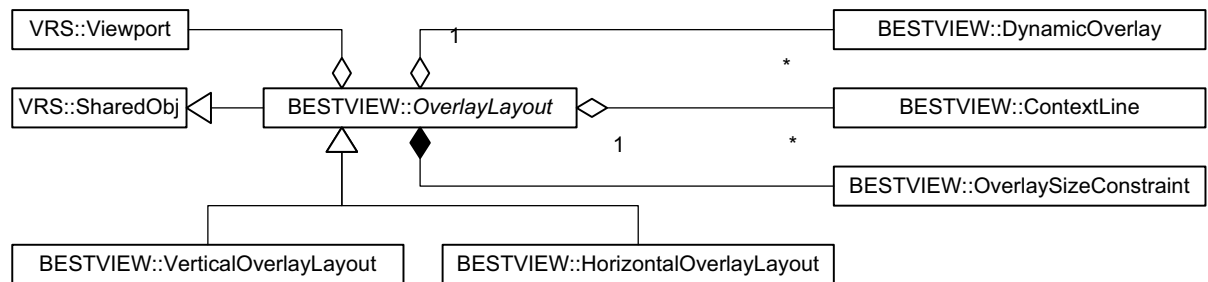 VRS::Viewport
1
BESTVIEW::DynamicOverlay
*
VRS::SharedObj
BESTVIEW::OverlayLayout
BESTVIEW::ContextLine
1
*
BESTVIEW::OverlaySizeConstraint
BESTVIEW::VerticalOverlayLayout
BESTVIEW::HorizontalOverlayLayout